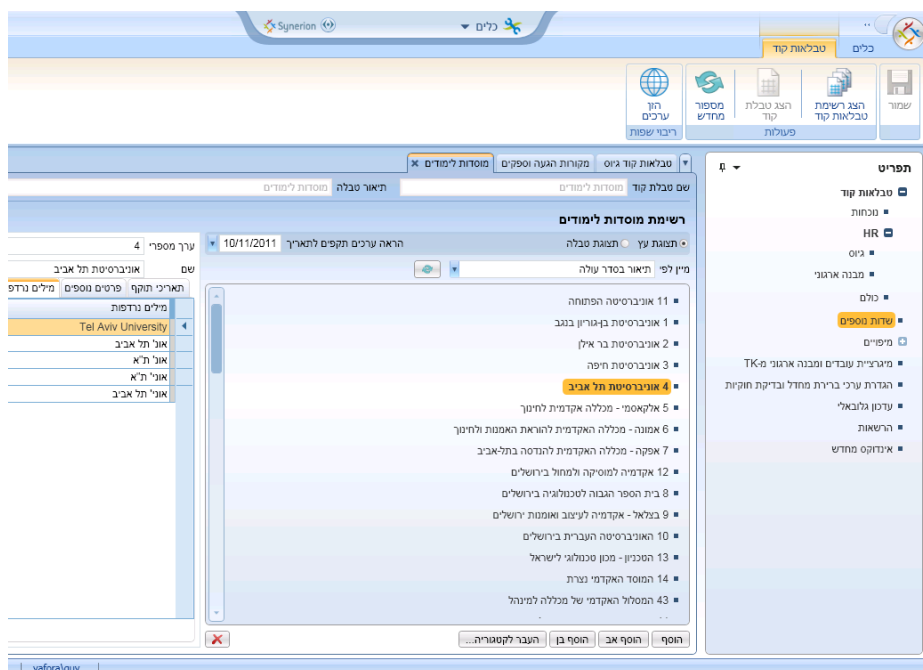 כלים
Synerion
כלים
טבלאות קוד
שמור
הצג רשימת טבלאות קוד
הצג טבלת קוד
מספור מחדש
הזן ערכים
פעולות
ריבוי שפות
תפריט
טבלאות קוד
נוכחות
HR
גיוס
מבנה ארגוני
כולם
שדות נוספים
מיפויים
מיגרציית עובדים ומבנה ארגוני מ-TK
הגדרת ערכי ברירת מחדל ובדיקת חוקיות
עדכון גלובאלי
הרשאות
אינדוקס מחדש
טבלאות קוד גיוס
מקורות הגעה וספקים
מוסדות לימודים
שם טבלת קוד מוסדות לימודים
תיאור טבלה מוסדות לימודים
רשימת מוסדות לימודים
תצוגת עץ תצוגת טבלה
הראה ערכים תקפים לתאריך 10/11/2011
מיין לפי תיאור בסדר עולה
11 אוניברסיטה הפתוחה
1 אוניברסיטת בן-גוריון בנגב
2 אוניברסיטת בר אילן
3 אוניברסיטת חיפה
4 אוניברסיטת תל אביב
5 אלקאסמי - מכללה אקדמית לחינוך
6 אמונה - מכללה האקדמית להוראת האמנות ולחינוך
7 אפקה - מכללה האקדמית להנדסה בתל-אביב
12 אקדמיה למוסיקה ולמחול בירושלים
8 בית הספר הגבוה לטכנולוגיה בירושלים
9 בצלאל - אקדמיה לעיצוב ואומנות ירושלים
10 האוניברסיטה העברית בירושלים
13 הטכניון - מכון טכנולוגי לישראל
14 המוסד האקדמי נצרת
43 המסלול האקדמי של מכללה למינהל
הוסף
הוסף אב
הוסף בן
העבר לקטגוריה...
ערך מספרי 4
שם אוניברסיטת תל אביב
תאריכי תוקף
פרטים נוספים
מילים נרדפ
מילים נרדפות
Tel Aviv University
אונ' תל אביב
אונ' ת"א
אוני' ת"א
אוני' תל אביב
yafora\guy